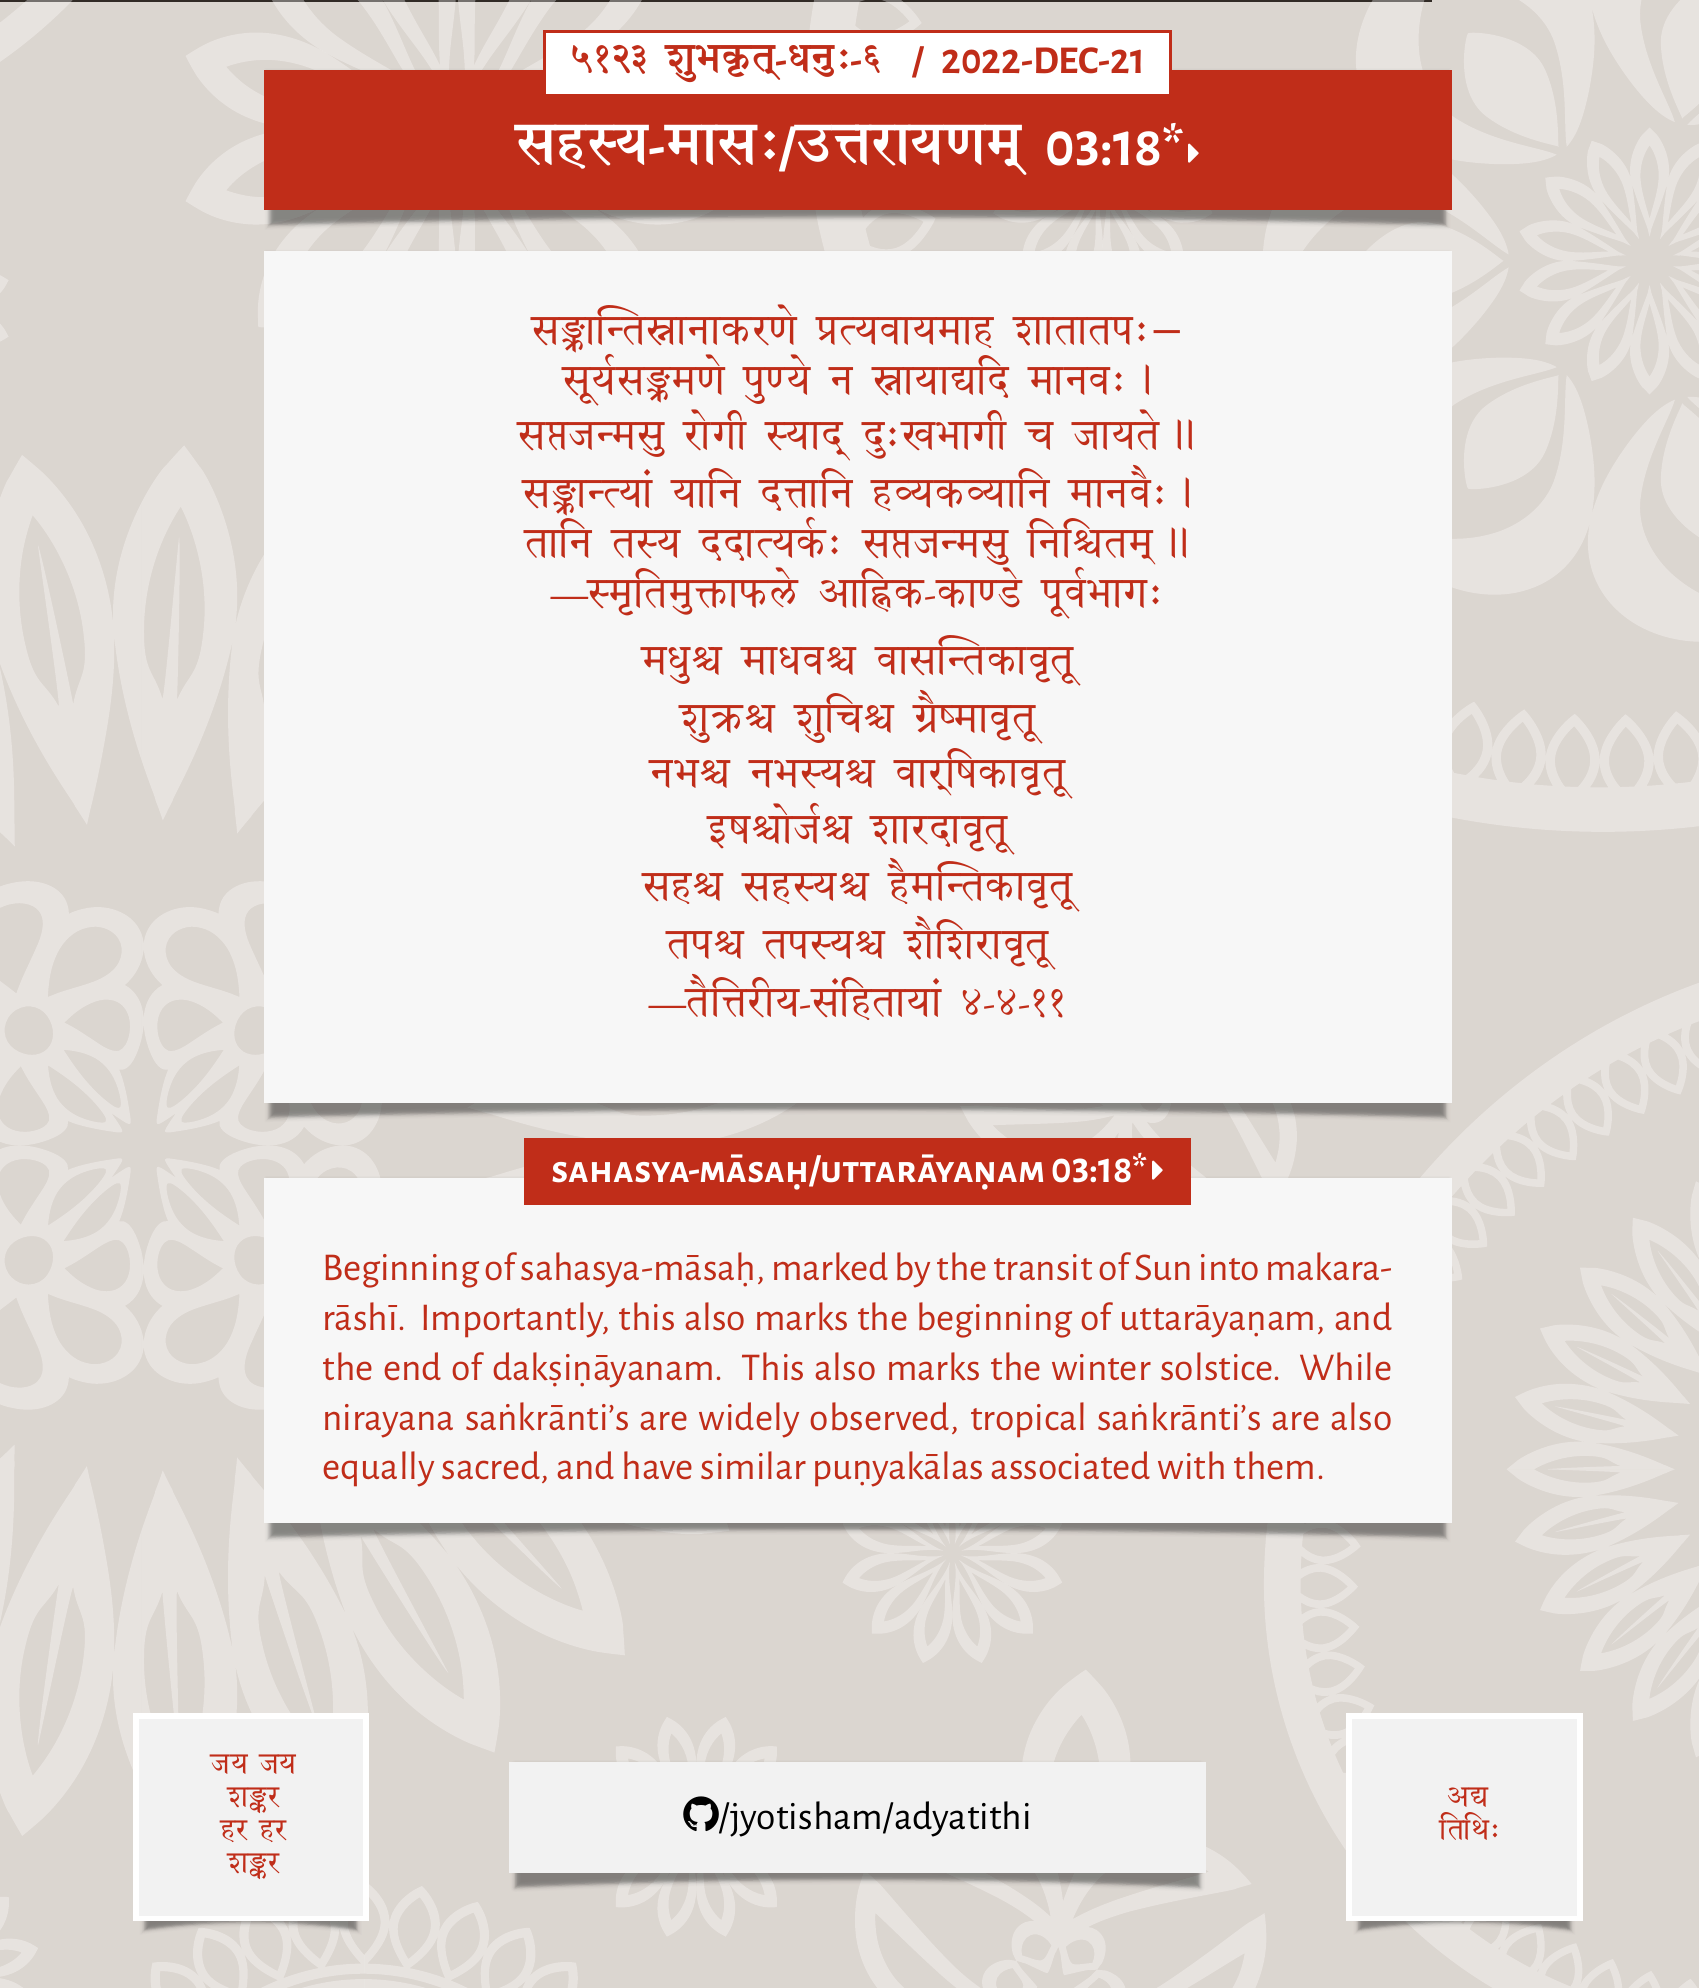 ५१२३ शुभकृत्-धनुः-६ / 2022-DEC-21
सहस्य-मासः/उत्तरायणम् 03:18*
सङ्क्रान्तिस्नानाकरणे प्रत्यवायमाह शातातपः—
सूर्यसङ्क्रमणे पुण्ये न स्नायाद्यदि मानवः ।
सप्तजन्मसु रोगी स्याद् दुःखभागी च जायते ॥
सङ्क्रान्त्यां यानि दत्तानि हव्यकव्यानि मानवैः ।
तानि तस्य ददात्यर्कः सप्तजन्मसु निश्चितम् ॥
—स्मृतिमुक्ताफले आह्निक-काण्डे पूर्वभागः
मधुश्च माधवश्च वासन्तिकावृतू
शुक्रश्च शुचिश्च ग्रैष्मावृतू
नभश्च नभस्यश्च वार्‌षिकावृतू
इषश्चोर्जश्च शारदावृतू
सहश्च सहस्यश्च हैमन्तिकावृतू
तपश्च तपस्यश्च शैशिरावृतू
—तैत्तिरीय-संहितायां ४-४-११
SAHASYA-MĀSAḤ/UTTARĀYAṆAM 03:18*
Beginning of sahasya-māsaḥ, marked by the transit of Sun into makara-
rāshī. Importantly, this also marks the beginning of uttarāyaṇam, and
the end of dakṣiṇāyanam. This also marks the winter solstice. While
nirayana saṅkrānti’s are widely observed, tropical saṅkrānti’s are also
equally sacred, and have similar puṇyakālas associated with them.
जय जय
शङ्कर
हर हर
शङ्कर
/jyotisham/adyatithi
अद्य
तिथिः